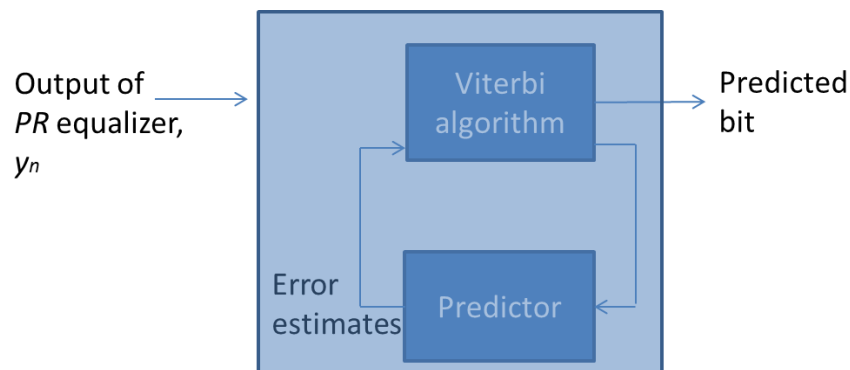 Output of
PR equalizer,
yn
Viterbi
algorithm
Predicted
bit
Error
estimates
Predictor